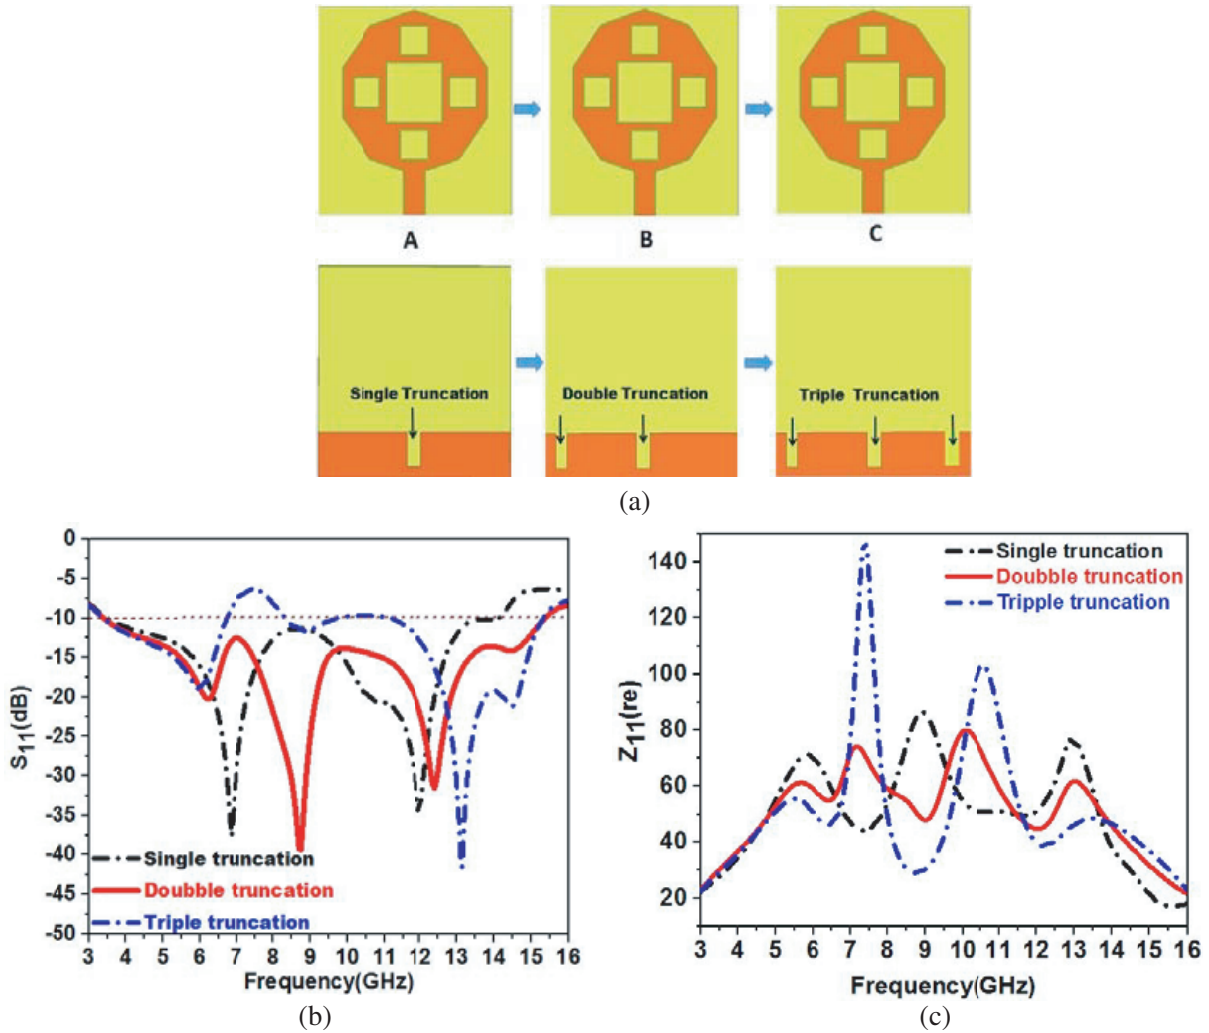 A B C
Single Truncation Double Truncation Triple Truncation
(a)
0
-5
-10
-15
-20
-25
-30
-35
-40
-45
-50
S11(dB)
Single truncation
Doubble truncation
Triple truncation
3 4 5 6 7 8 9 10 11 12 13 14 15 16
Frequency(GHz)
(b)
140
120
100
80
60
40
20
Z11(re)
Single truncation
Doubble truncation
Tripple truncation
3 4 5 6 7 8 9 10 11 12 13 14 15 16
Frequency(GHz)
(c)